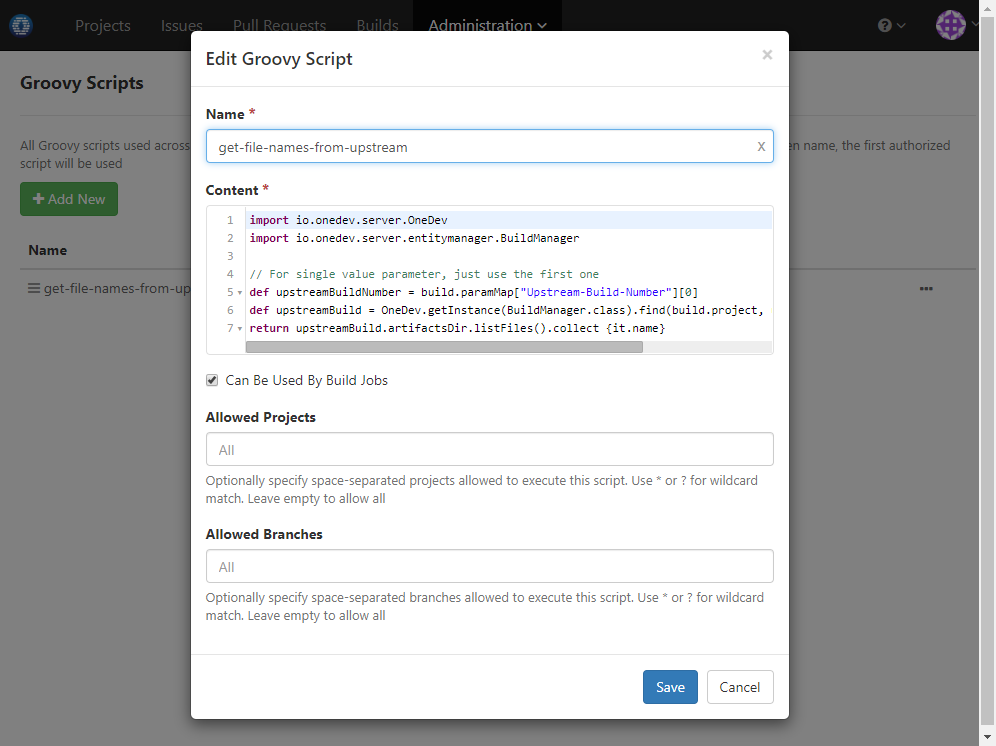 Projects Issues Pull Requests Builds Administration
Groovy Scripts
All Groovy scripts used across
en name, the first authorized
script will be used
Add New
Name
get-file-names-from-up
Edit Groovy Script
×
Name *
get-file-names-from-upstream x
Content *
1 import io.onedev.server.OneDev
2 import io.onedev.server.entitymanager.BuildManager
3
4 // For single value parameter, just use the first one
5 def upstreamBuildNumber = build.paramMap["Upstream-Build-Number"][0]
6 def upstreamBuild = OneDev.getInstance(BuildManager.class).find(build.project,
7 return upstreamBuild.artifactsDir.listFiles().collect {it.name}
Can Be Used By Build Jobs
Allowed Projects
All
Optionally specify space-separated projects allowed to execute this script. Use * or ? for wildcard
match. Leave empty to allow all
Allowed Branches
All
Optionally specify space-separated branches allowed to execute this script. Use * or ? for wildcard
match. Leave empty to allow all
Save Cancel